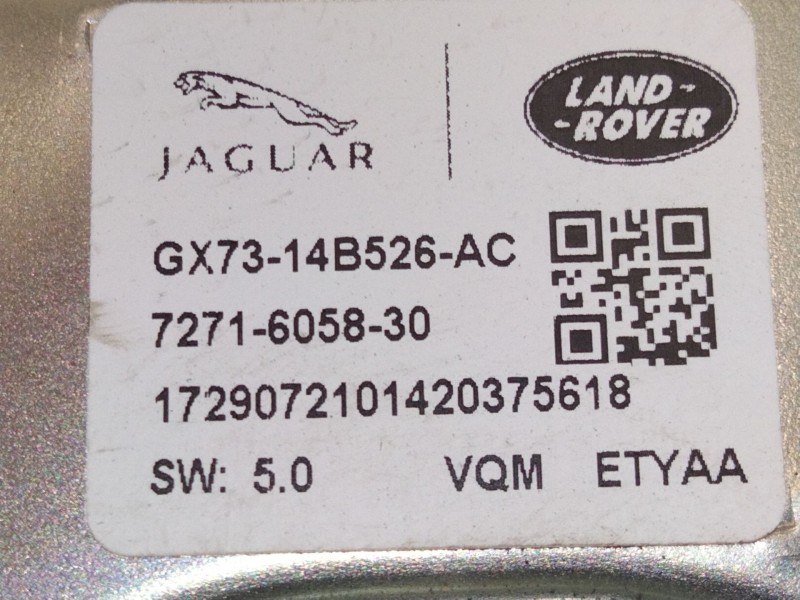 JAGUAR
LAND-
-ROVER
GX73-14B526-AC
7271-6058-30
1729072101420375618
SW: 5.0 VQM ETYAA